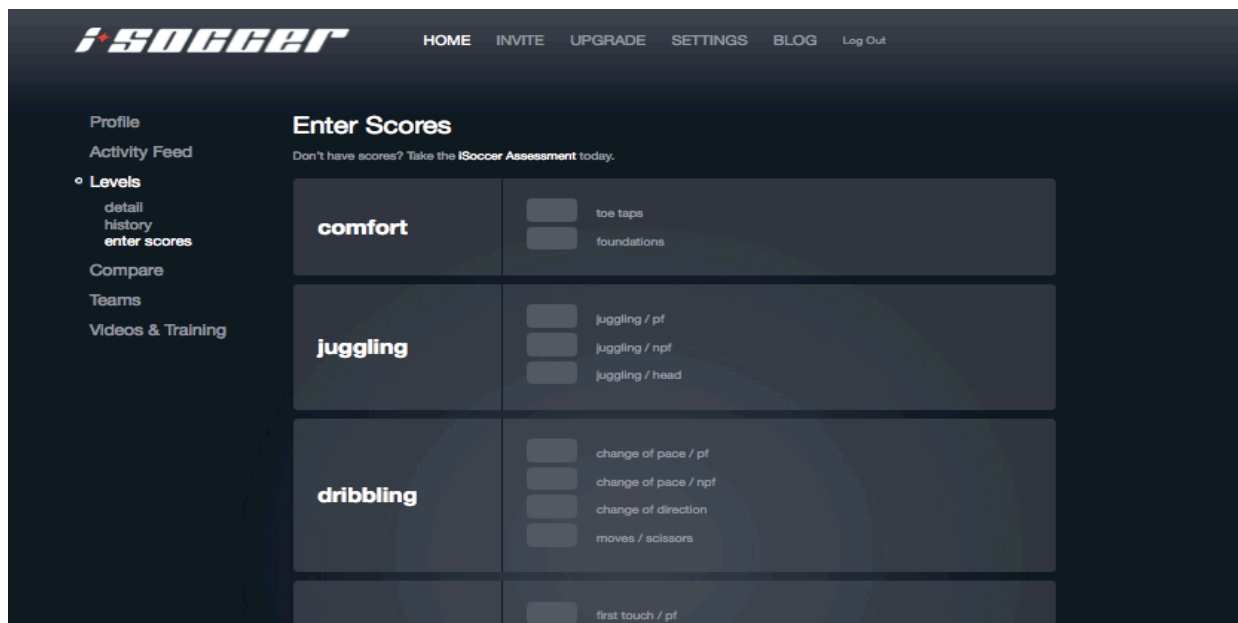 i·soccer
HOME INVITE UPGRADE SETTINGS BLOG Log Out
Profile
Activity Feed
Levels
detail
history
enter scores
Compare
Teams
Videos & Training
Enter Scores
Don't have scores? Take the iSoccer Assessment today.
comfort
toe taps
foundations
juggling
juggling / pf
juggling / npf
juggling / head
dribbling
change of pace / pf
change of pace / npf
change of direction
moves / scissors
first touch / pf